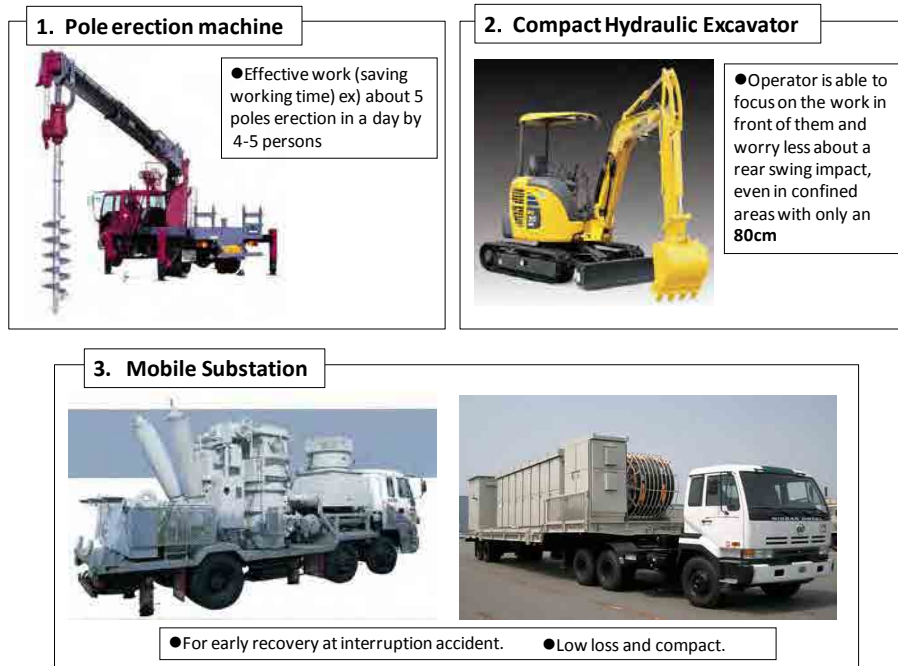 1. Pole erection machine
●Effective work (saving
working time) ex) about 5
poles erection in a day by
4-5 persons
2. Compact Hydraulic Excavator
●Operator is able to
focus on the work in
front of them and
worry less about a
rear swing impact,
even in confined
areas with only an
80cm
3. Mobile Substation
NISSAN DIESEL
●For early recovery at interruption accident. ●Low loss and compact.